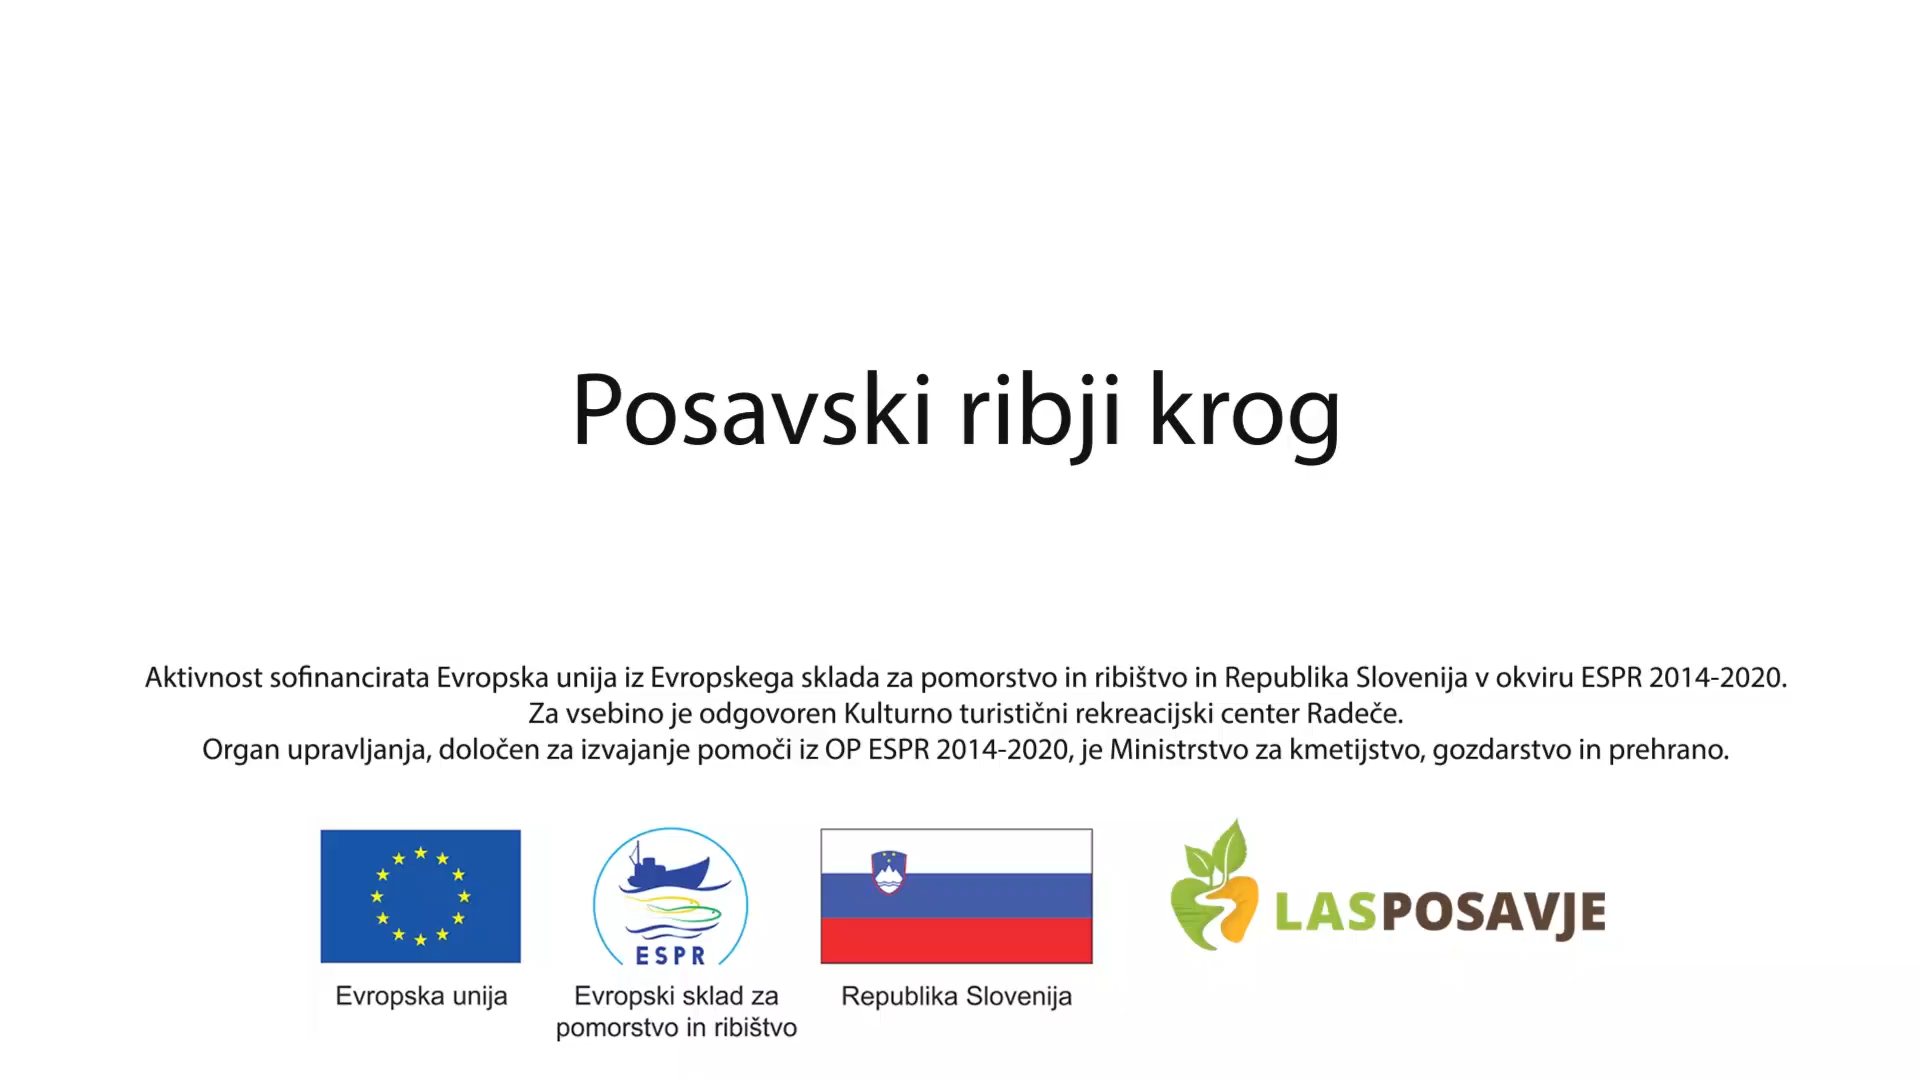 Posavski ribji krog
Aktivnost sofinancirata Evropska unija iz Evropskega sklada za pomorstvo in ribištvo in Republika Slovenija v okviru ESPR 2014-2020.
Za vsebino je odgovoren Kulturno turistični rekreacijski center Radeče.
Organ upravljanja, določen za izvajanje pomoči iz OP ESPR 2014-2020, je Ministrstvo za kmetijstvo, gozdarstvo in prehrano.
ESPR
LASPOSAVJE
Evropska unija
Evropski sklad za
pomorstvo in ribištvo
Republika Slovenija